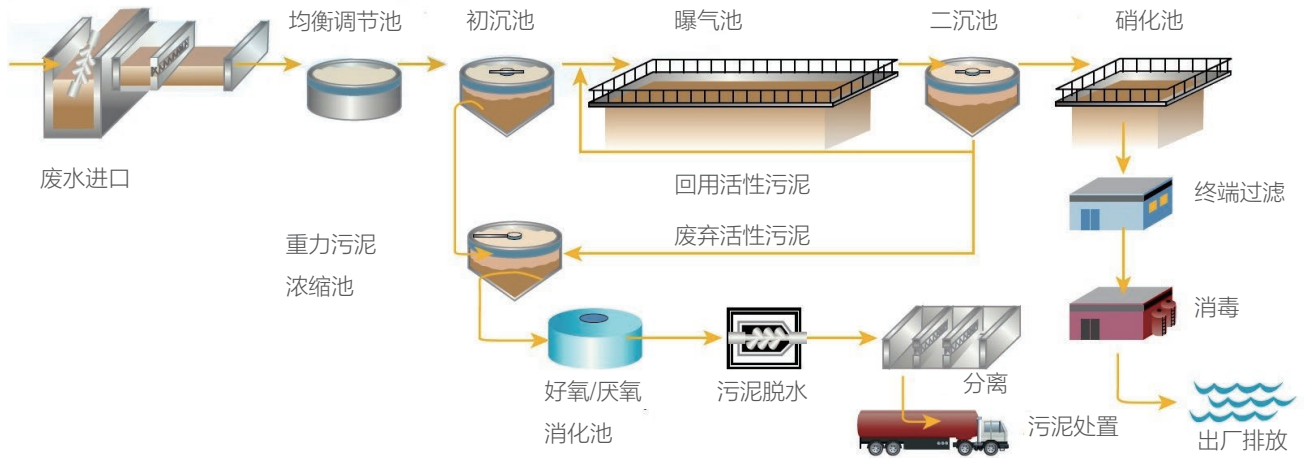 均衡调节池
初沉池
曝气池
二沉池
硝化池
废水进口
回用活性污泥
终端过滤
重力污泥
浓缩池
废弃活性污泥
消毒
好氧/厌氧
消化池
污泥脱水
分离
污泥处置
出厂排放